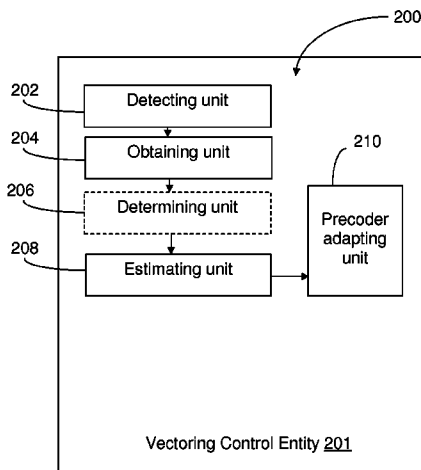 200
202
Detecting unit
204
Obtaining unit
210
206
Determining unit
Precoder
adapting
unit
208
Estimating unit
Vectoring Control Entity 201